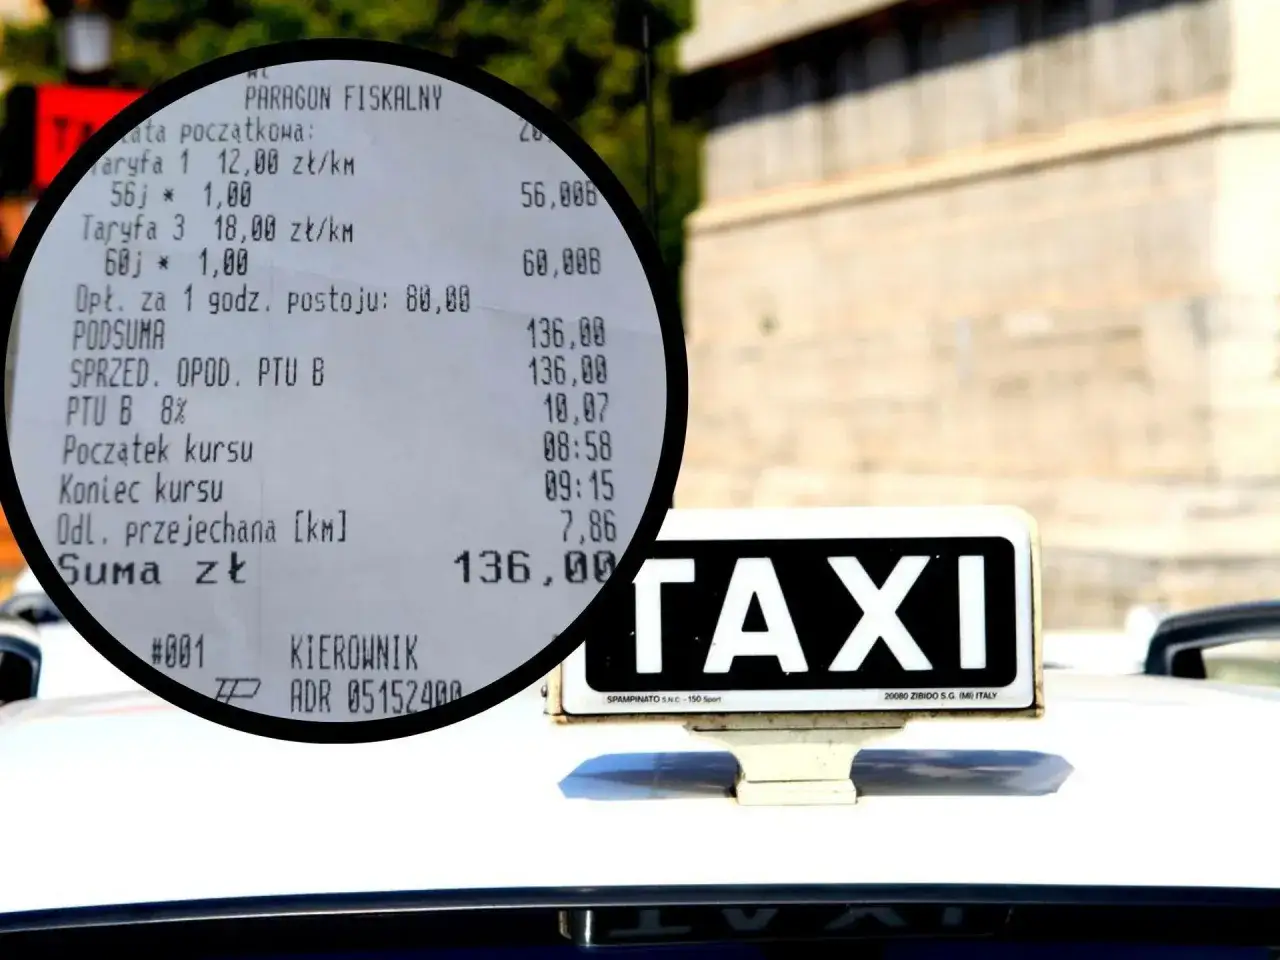 PARAGON FISKALNY
początkowa:
Taryfa 1 12,00 zł/km
56j * 1,00 56,00B
Taryfa 3 18,00 zł/km
60j * 1,00 60,00B
Opł. za 1 godz. postoju: 80,00
PODSUMA 136,00
SPRZED. OPOD. PTU B 136,00
PTU B 8% 10,07
Początek kursu 08:58
Koniec kursu 09:15
Odl. przejechana [km] 7,86
Suma zł 136,00
#001 KIEROWNIK
ADR 05152400
TAXI
SPAMPINATO S.N.C. - 150 Sport 20080 ZIBIDO S.G. (MI) ITALY